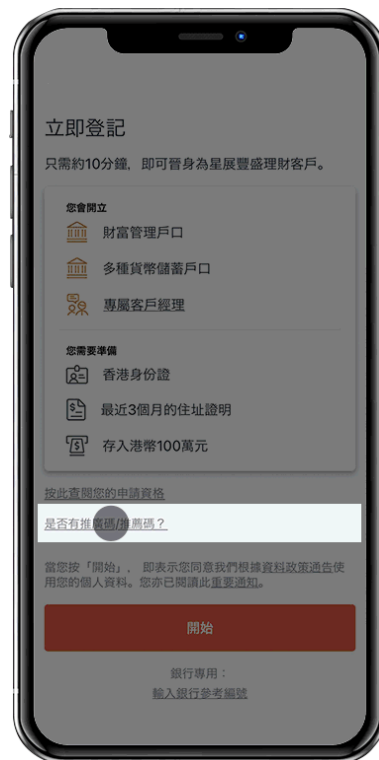 立即登記
只需約10分鐘，即可晉身為星展豐盛理財客戶。
您會開立
財富管理戶口
多種貨幣儲蓄戶口
專屬客戶經理
您需要準備
香港身份證
最近3個月的住址證明
存入港幣100萬元
按此查閱您的申請資格
是否有推廣碼/推薦碼？
當您按「開始」，即表示您同意我們根據資料政策通告使
用您的個人資料。您亦已閱讀此重要通知。
開始
銀行專用：
輸入銀行參考編號